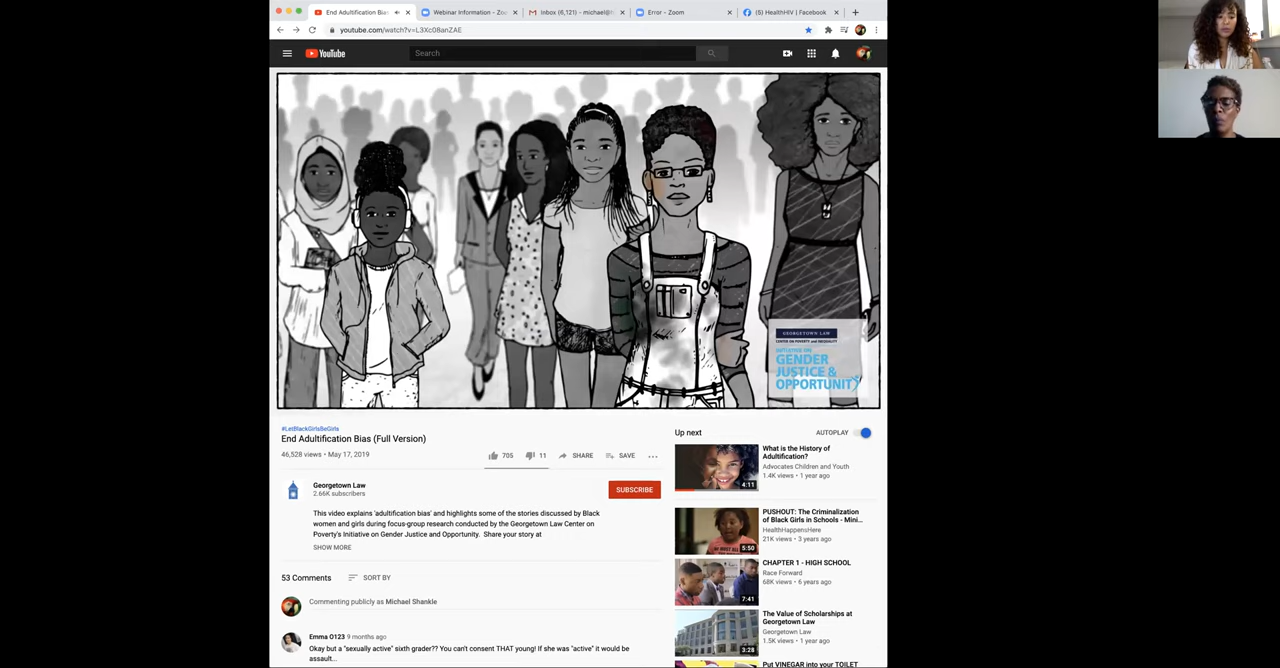 End Adultification Bias
Webinar Information - Zo
Inbox (6,121) - michael@h
Error - Zoom
(5) HealthHIV | Facebook
youtube.com/watch?v=L3Xc08anZAE
YouTube
Search
GEORGETOWN LAW
CENTER ON POVERTY AND INEQUALITY
INITIATIVE ON
GENDER
JUSTICE &
OPPORTUNITY
#LetBlackGirlsBeGirls
End Adultification Bias (Full Version)
46,528 views • May 17, 2019
705
11
SHARE
SAVE
Georgetown Law
2.66K subscribers
SUBSCRIBE
This video explains 'adultification bias' and highlights some of the stories discussed by Black
women and girls during focus-group research conducted by the Georgetown Law Center on
Poverty's Initiative on Gender Justice and Opportunity. Share your story at
SHOW MORE
53 Comments
SORT BY
Commenting publicly as Michael Shankle
Emma O123 9 months ago
Okay but a "sexually active" sixth grader?? You can't consent THAT young! If she was "active" it would be
assault...
Up next
AUTOPLAY
What is the History of
Adultification?
Advocates Children and Youth
1.4K views • 1 year ago
4:11
PUSHOUT: The Criminalization
of Black Girls in Schools - Mini...
HealthHappensHere
21K views • 3 years ago
5:50
CHAPTER 1 - HIGH SCHOOL
Race Forward
68K views • 6 years ago
7:41
The Value of Scholarships at
Georgetown Law
Georgetown Law
1.5K views • 1 year ago
3:28
Put VINEGAR into your TOILET